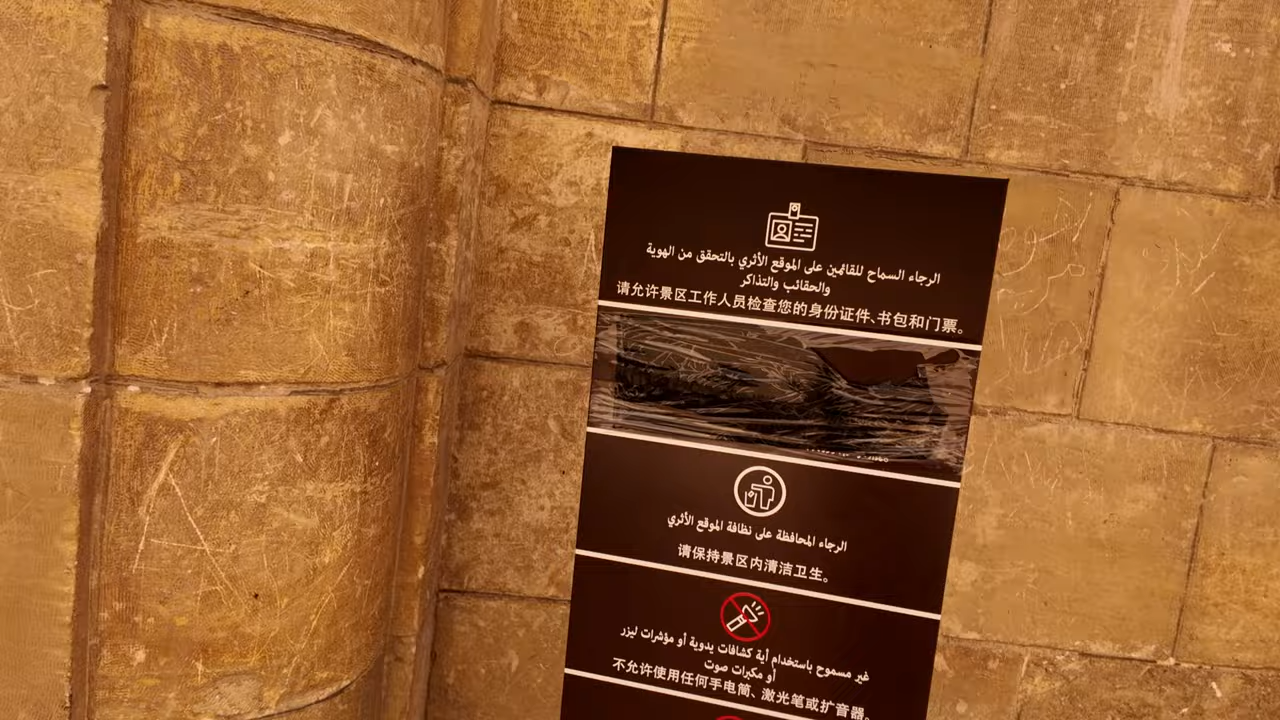 الرجاء السماح للقائمين على الموقع الأثري بالتحقق من الهوية
والحقائب والتذاكر
请允许景区工作人员检查您的身份证件、书包和门票。
الرجاء المحافظة على نظافة الموقع الأثري
请保持景区内清洁卫生。
غير مسموح باستخدام أية كشافات يدوية أو مؤشرات ليزر
أو مكبرات صوت
不允许使用任何手电筒、激光笔或扩音器。